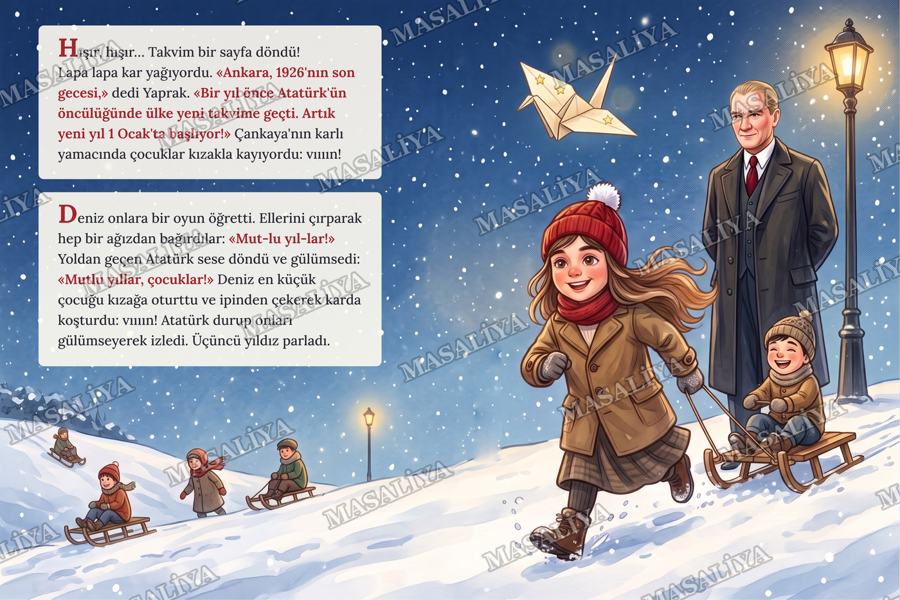 Hışır, hışır... Takvim bir sayfa döndü!
Lapa lapa kar yağıyordu. «Ankara, 1926'nın son
gecesi,» dedi Yaprak. «Bir yıl önce Atatürk'ün
öncülüğünde ülke yeni takvime geçti. Artık
yeni yıl 1 Ocak'ta başlıyor!» Çankaya'nın karlı
yamacında çocuklar kızakla kayıyordu: vıııın!
Deniz onlara bir oyun öğretti. Ellerini çırparak
hep bir ağızdan bağırdılar: «Mut-lu yıl-lar!»
Yoldan geçen Atatürk sese döndü ve gülümsedi:
«Mutlu yıllar, çocuklar!» Deniz en küçük
çocuğu kızağa oturttu ve ipinden çekerek karda
koşturdu: vıııın! Atatürk durup onları
gülümseyerek izledi. Üçüncü yıldız parladı.
MASALİYA